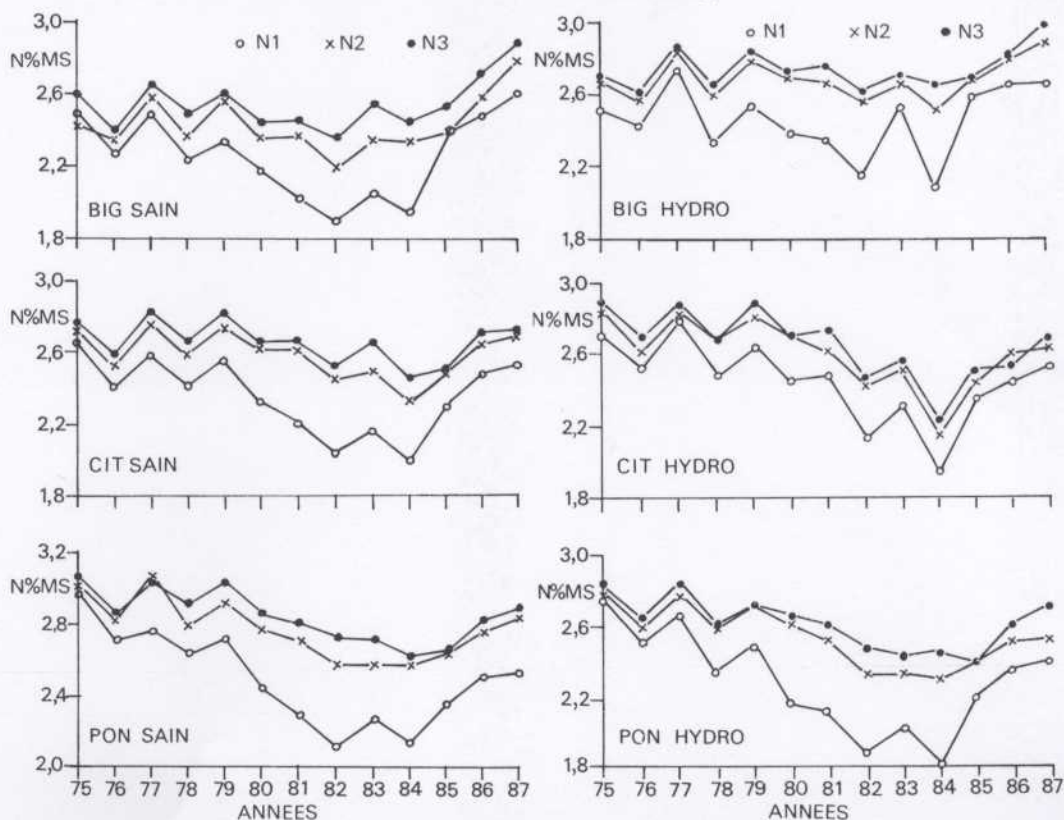 3,0
N%MS
2,6
2,2
1,8
N1 N2 N3
BIG SAIN
3,0
N%MS
2,6
2,2
1,8
N1 N2 N3
BIG HYDRO
3,0
N%MS
2,6
2,2
1,8
CIT SAIN
3,0
N%MS
2,6
2,2
1,8
CIT HYDRO
3,2
N%MS
2,8
2,4
2,0
PON SAIN
75 76 77 78 79 80 81 82 83 84 85 86 87
ANNEES
3,0
N%MS
2,6
2,2
1,8
PON HYDRO
75 76 77 78 79 80 81 82 83 84 85 86 87
ANNEES